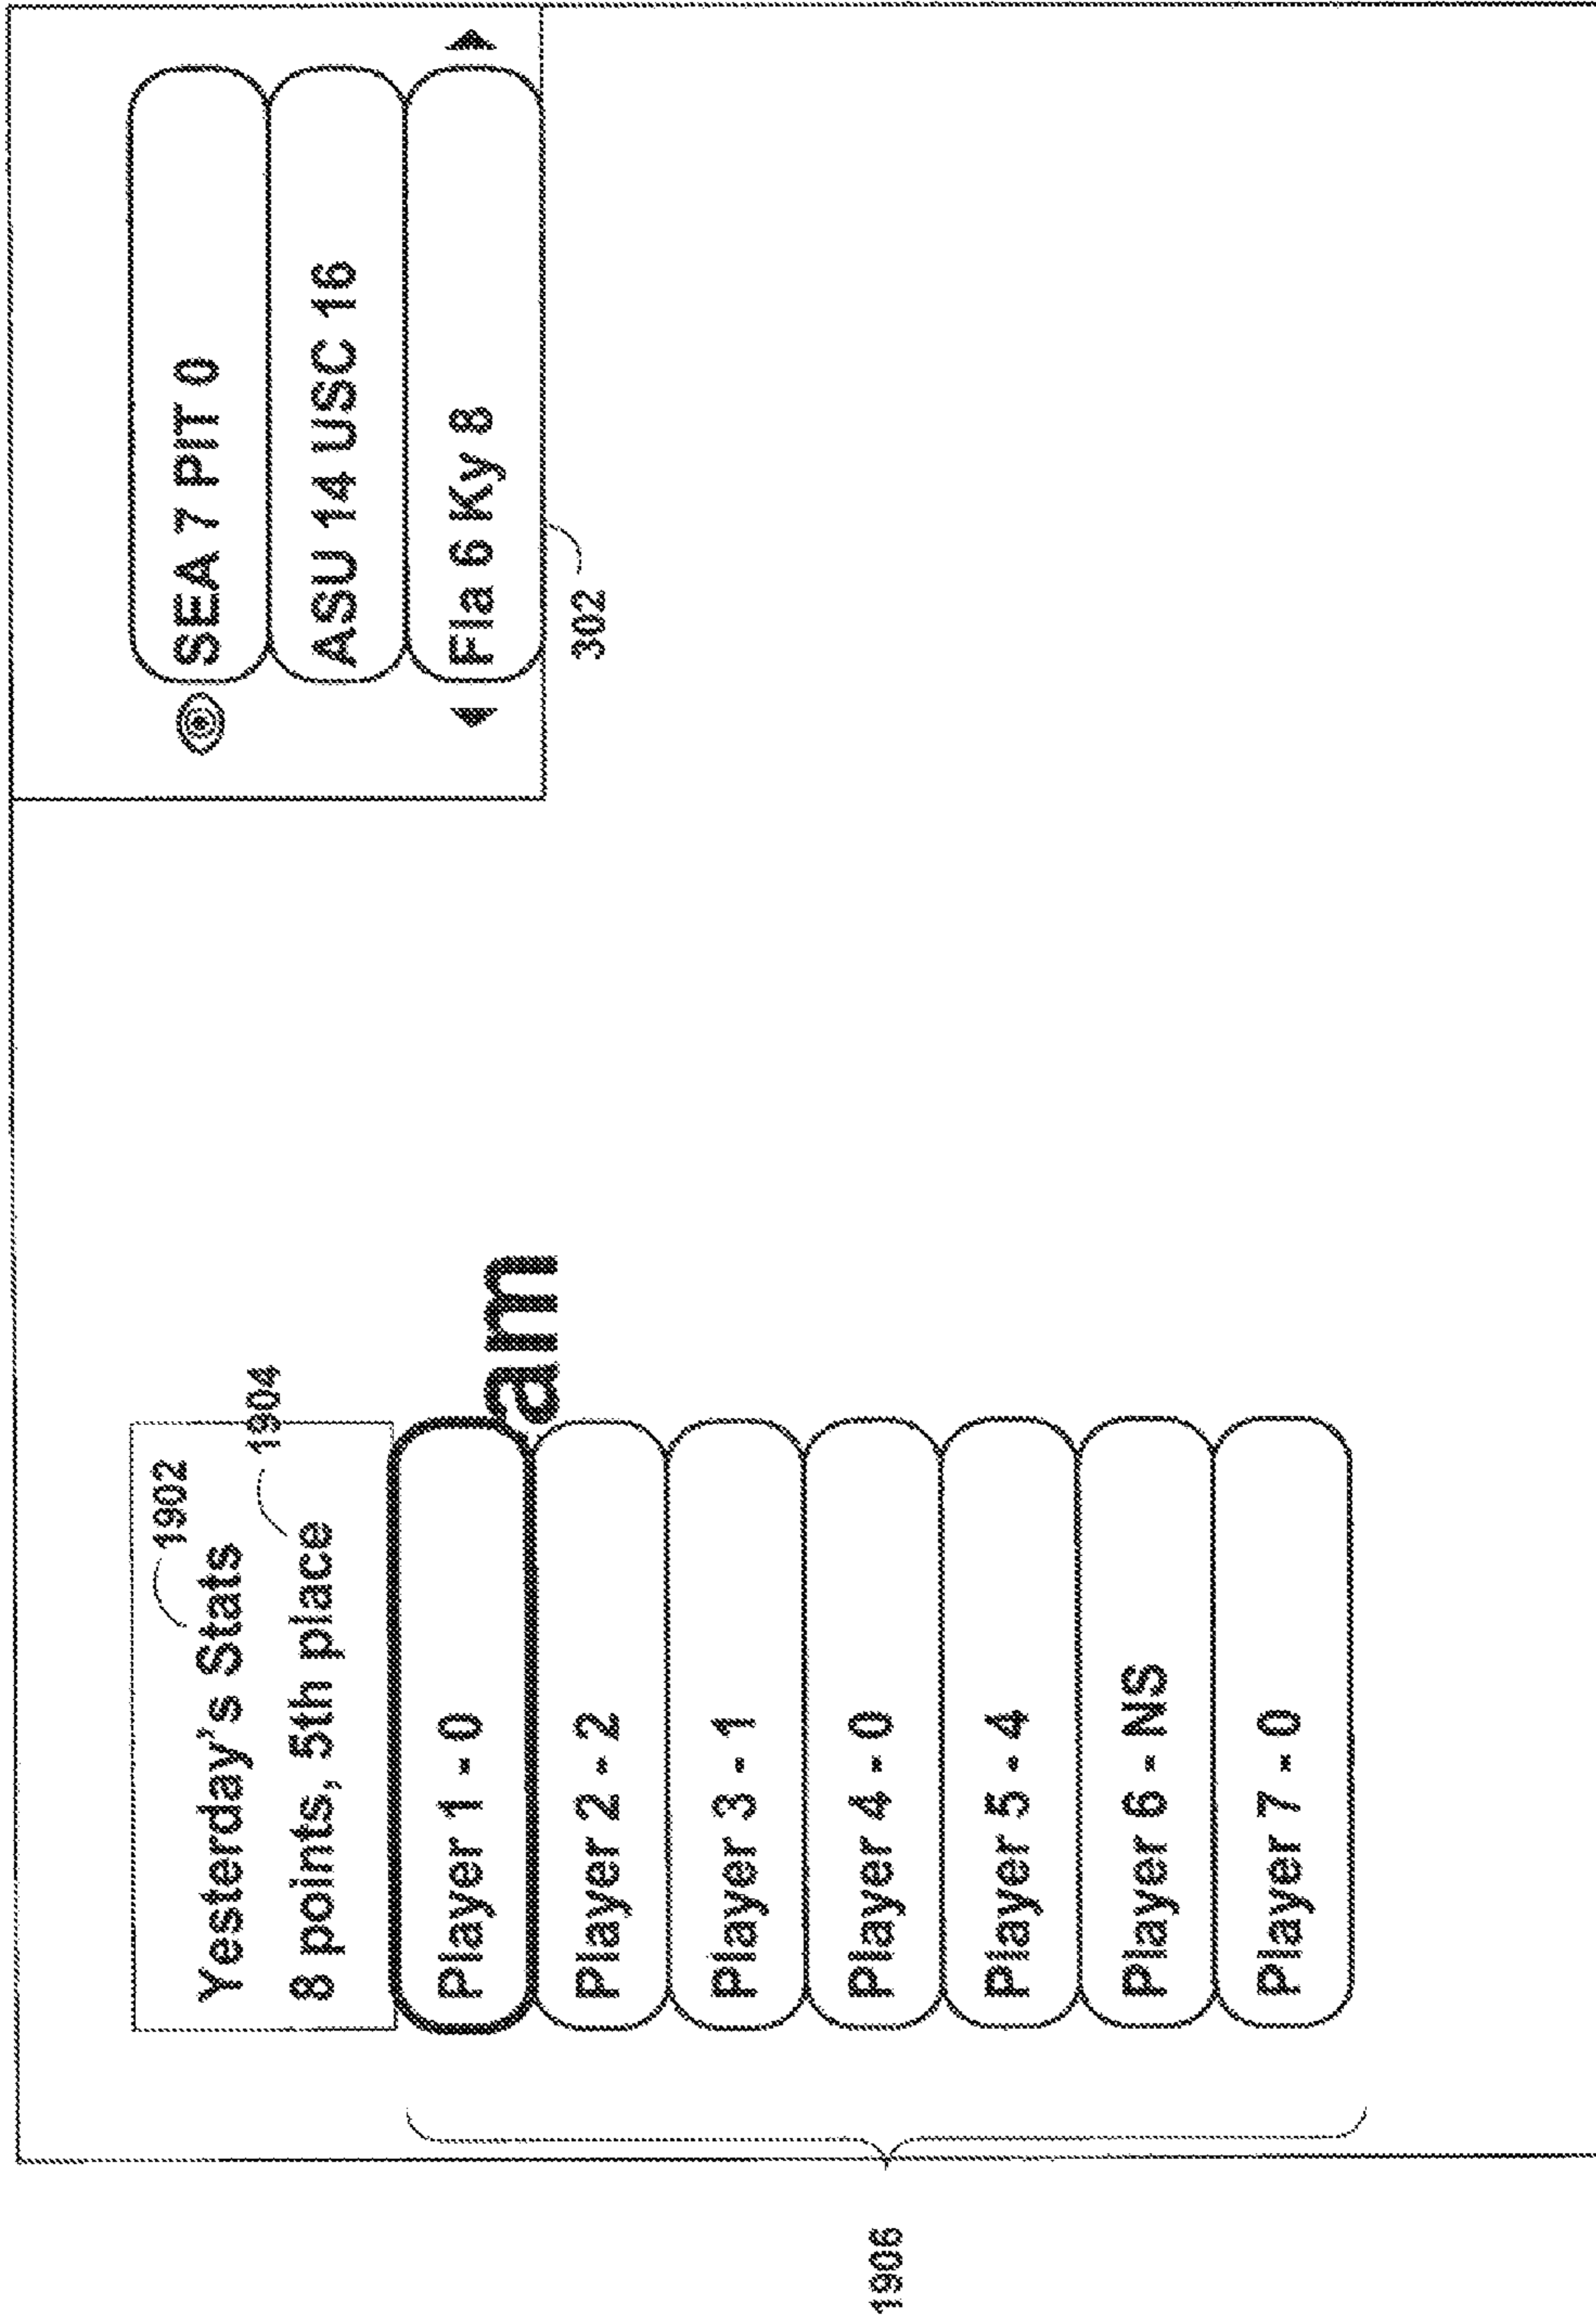 1902
Yesterday's Stats
1904
8 points, 5th place
Player 1 - 0
am
Player 2 - 2
Player 3 - 1
Player 4 - 0
Player 5 - 4
Player 6 - NS
Player 7 - 0
1906
SEA 7 PIT 0
ASU 14 USC 16
Fla 6 Ky 8
302